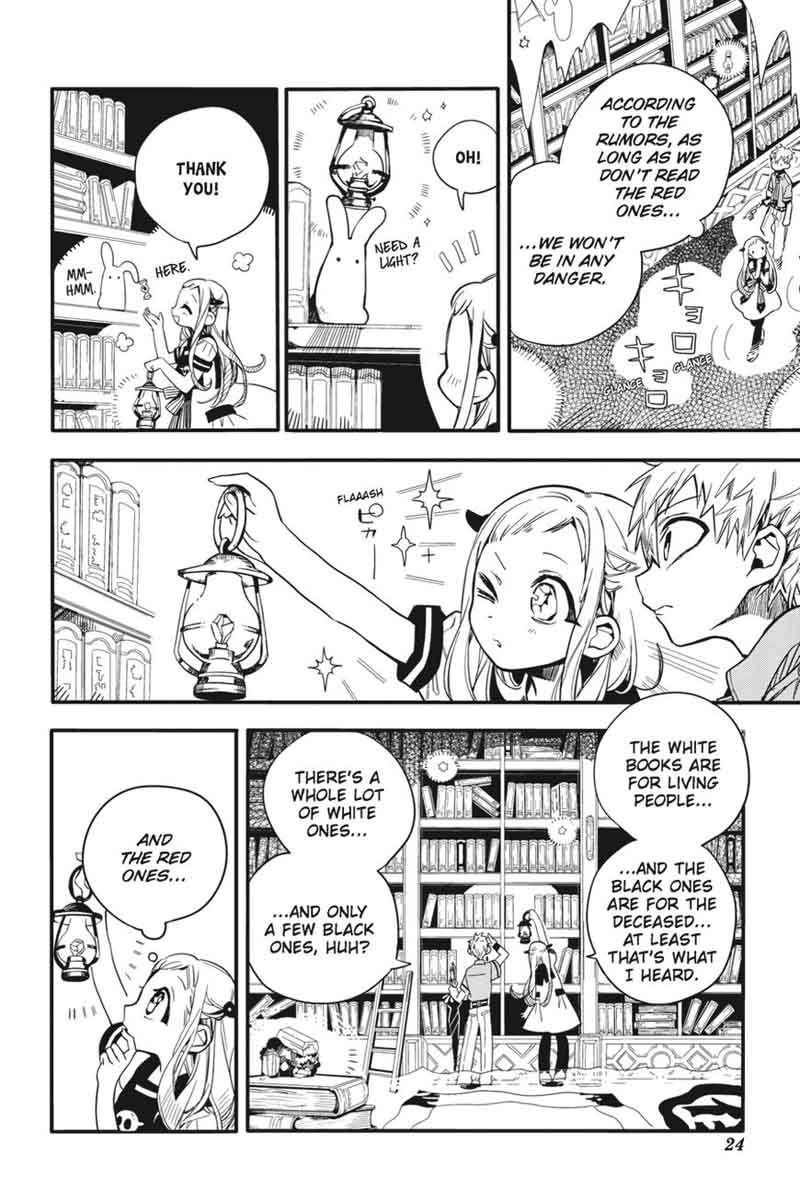 ACCORDING
TO THE
RUMORS, AS
LONG AS WE
DON'T READ
THE RED
ONES...
...WE WON'T
BE IN ANY
DANGER.
キョロ
キョロ
GLANCE
GLANCE
OH!
NEED A
LIGHT?
THANK
YOU!
HERE.
MM-
HMM.
FLAAASH
ピカー
THE WHITE
BOOKS ARE
FOR LIVING
PEOPLE...
...AND THE
BLACK ONES
ARE FOR THE
DECEASED...
AT LEAST
THAT'S WHAT
I HEARD.
THERE'S A
WHOLE LOT
OF WHITE
ONES...
...AND ONLY
A FEW BLACK
ONES, HUH?
AND
THE RED
ONES...
24